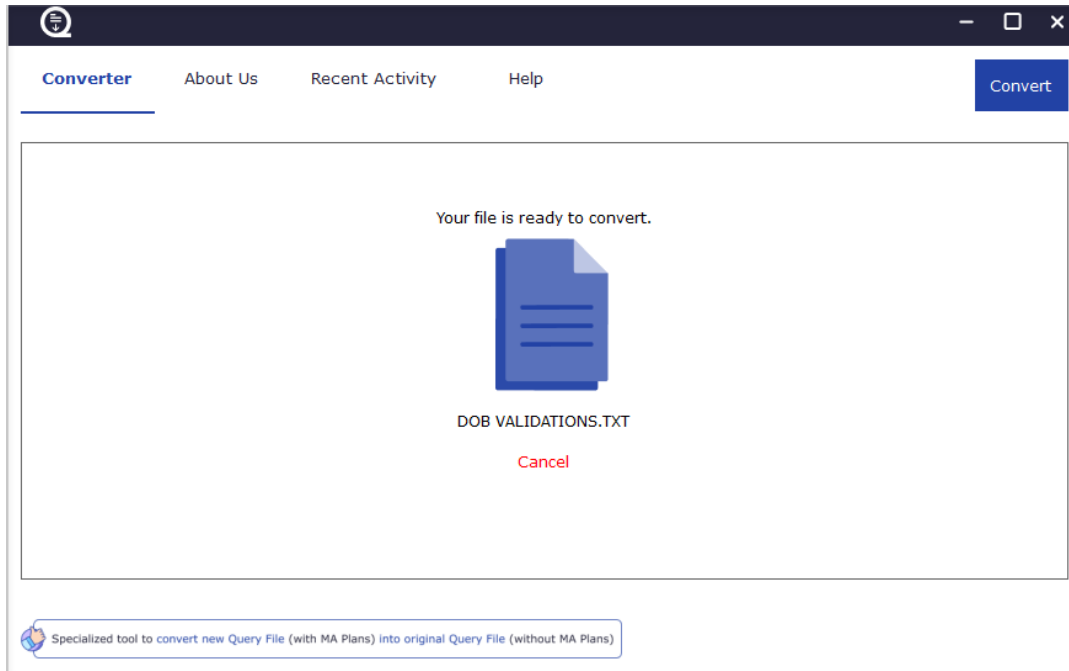 Converter About Us Recent Activity Help
Convert
Your file is ready to convert.
DOB VALIDATIONS.TXT
Cancel
Specialized tool to convert new Query File (with MA Plans) into original Query File (without MA Plans)